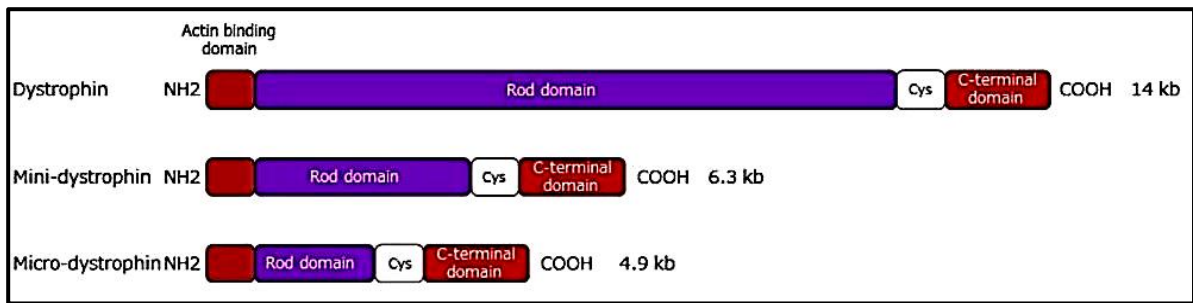 Actin binding
domain
Dystrophin NH2 Rod domain Cys C-terminal domain COOH 14 kb
Mini-dystrophin NH2 Rod domain Cys C-terminal domain COOH 6.3 kb
Micro-dystrophin NH2 Rod domain Cys C-terminal domain COOH 4.9 kb